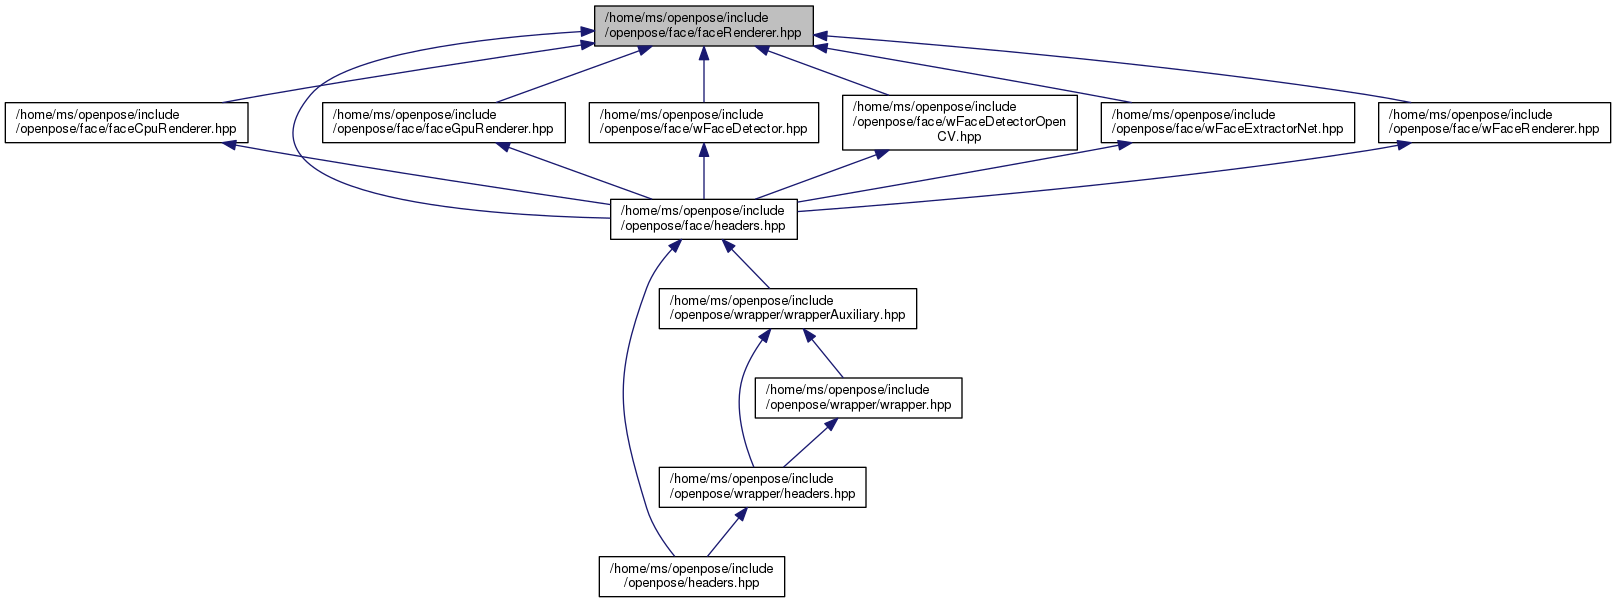 /home/ms/openpose/include
/openpose/face/faceRenderer.hpp
/home/ms/openpose/include
/openpose/face/faceCpuRenderer.hpp
/home/ms/openpose/include
/openpose/face/faceGpuRenderer.hpp
/home/ms/openpose/include
/openpose/face/wFaceDetector.hpp
/home/ms/openpose/include
/openpose/face/wFaceDetectorOpen
CV.hpp
/home/ms/openpose/include
/openpose/face/wFaceExtractorNet.hpp
/home/ms/openpose/include
/openpose/face/wFaceRenderer.hpp
/home/ms/openpose/include
/openpose/face/headers.hpp
/home/ms/openpose/include
/openpose/wrapper/wrapperAuxiliary.hpp
/home/ms/openpose/include
/openpose/wrapper/wrapper.hpp
/home/ms/openpose/include
/openpose/wrapper/headers.hpp
/home/ms/openpose/include
/openpose/headers.hpp